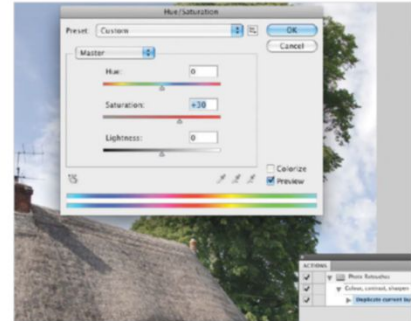 Hue/Saturation
Preset: Custom
OK
Cancel
Master
Hue: 0
Saturation: +30
Lightness: 0
Colorize
Preview
ACTIONS
Photo Retouches
Colour, contrast, sharpen
Duplicate current